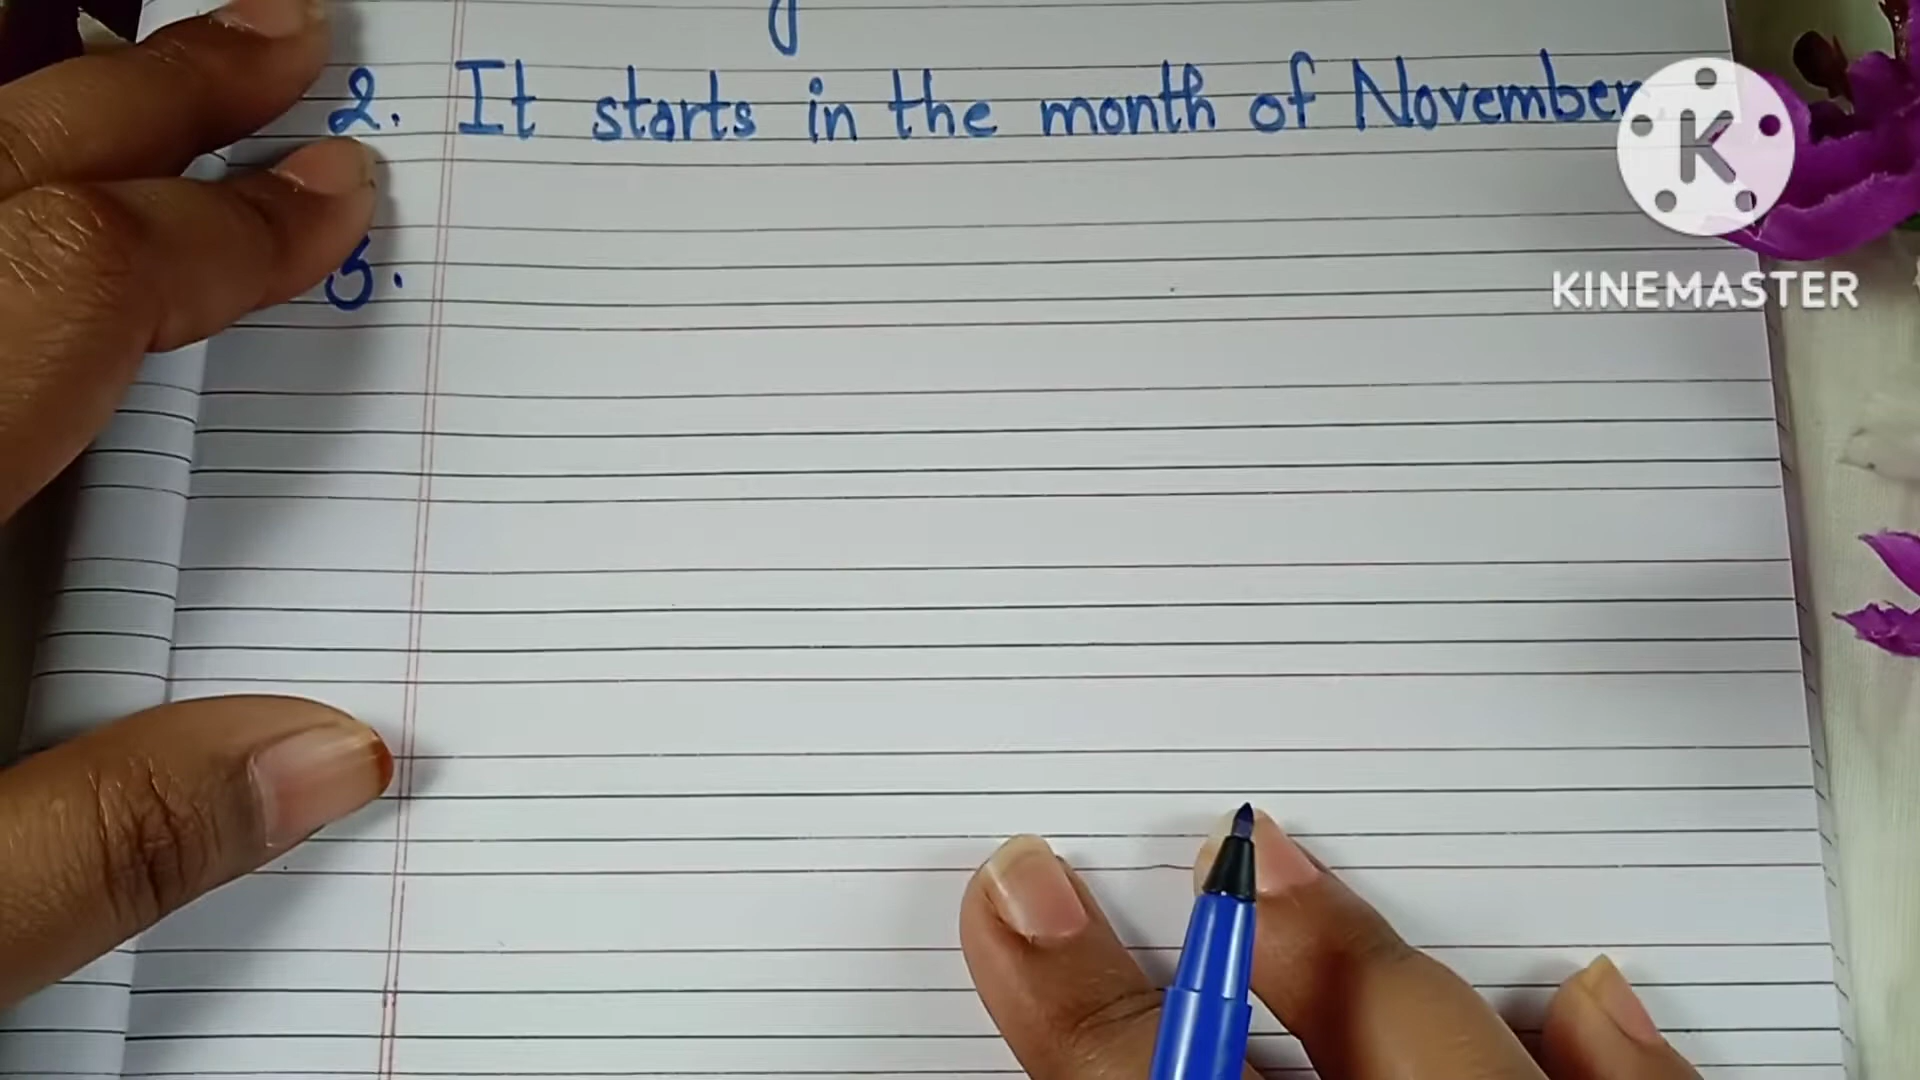 2. It starts in the month of November.
3.
K
KINEMASTER